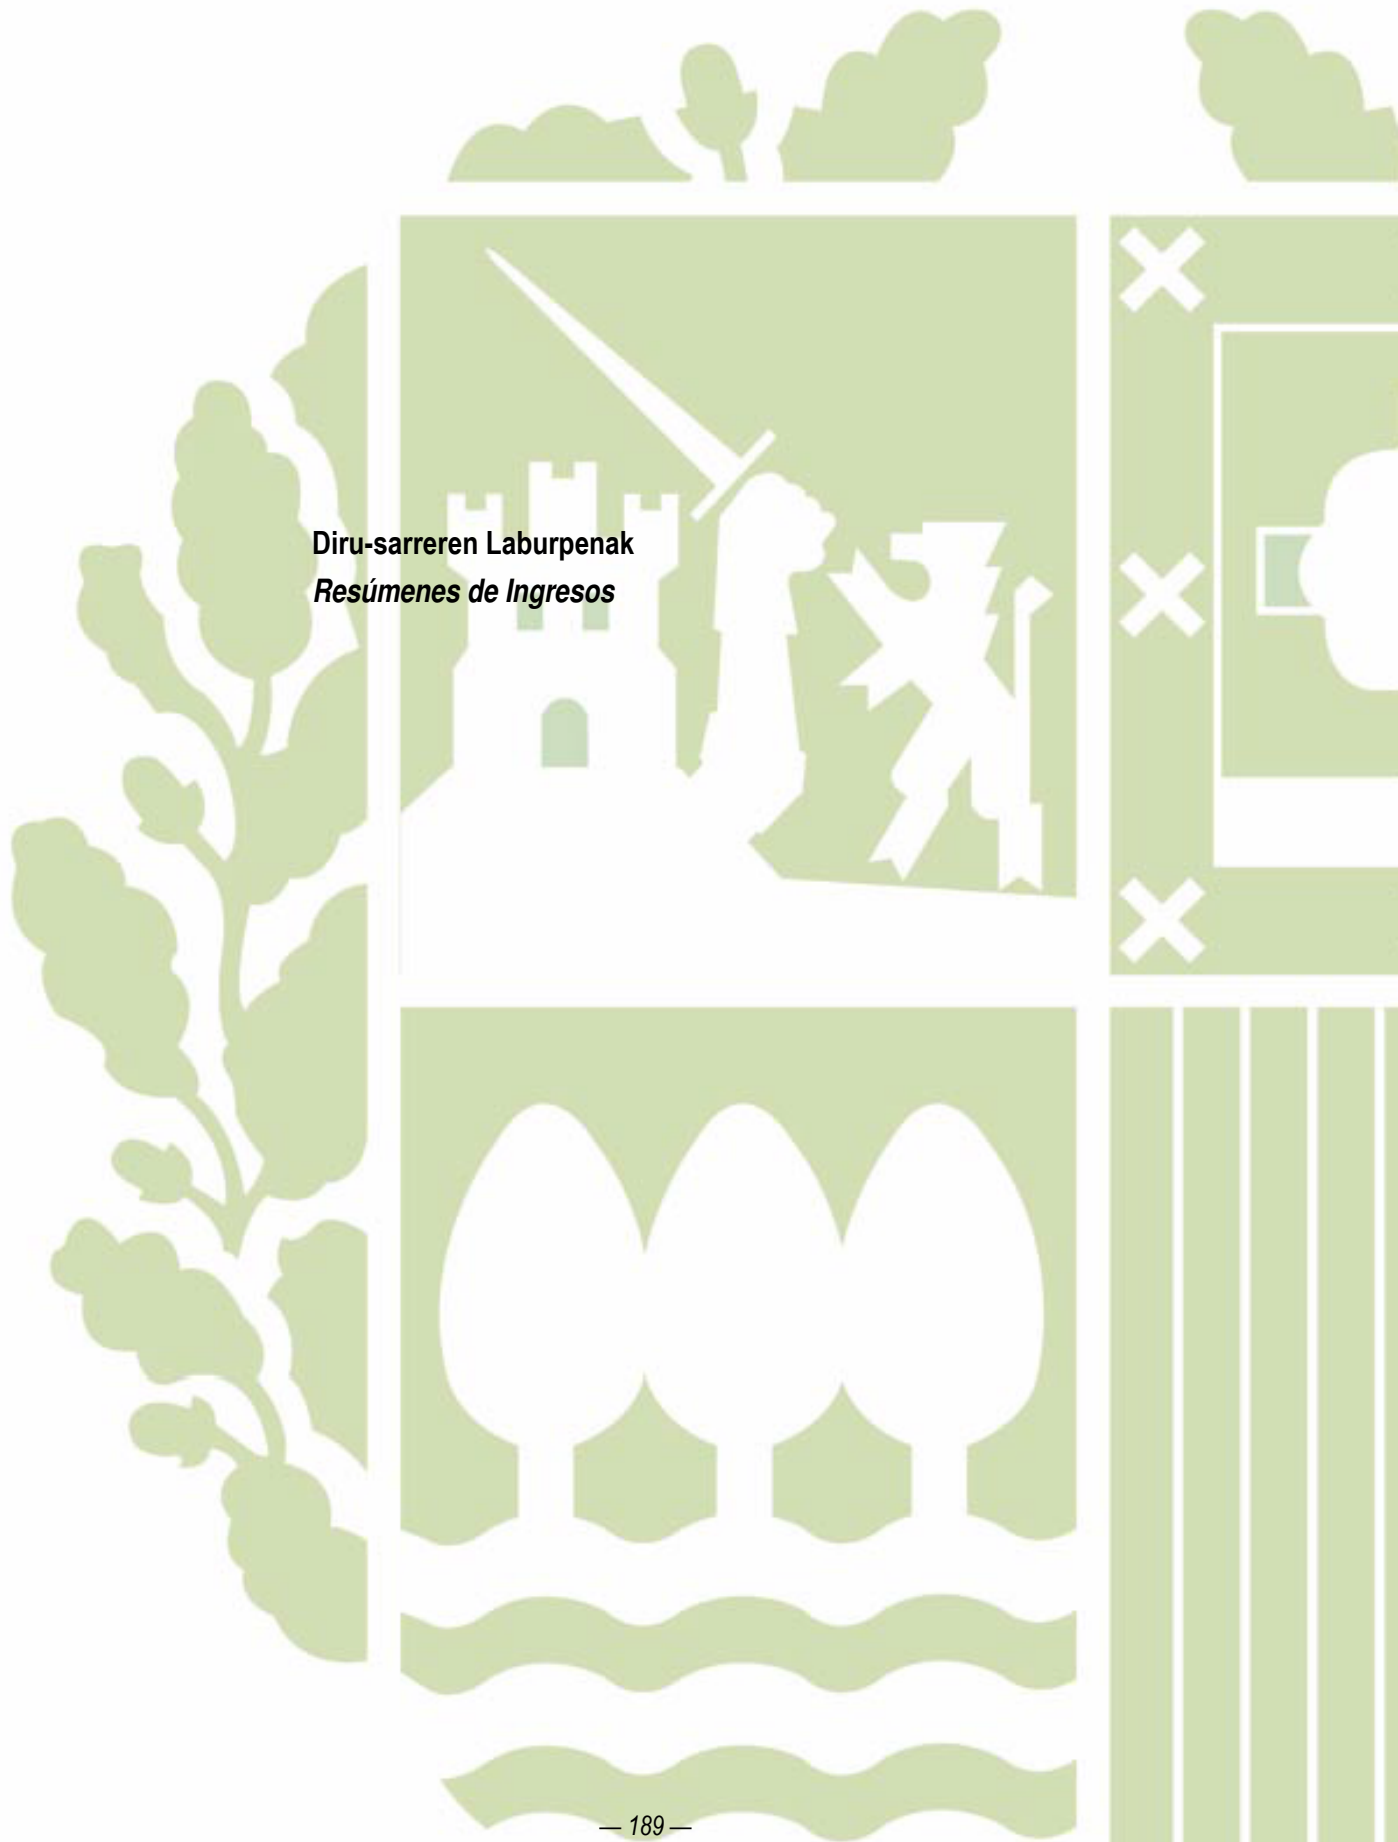 Diru-sarreren Laburpenak
Resúmenes de Ingresos
— 189 —